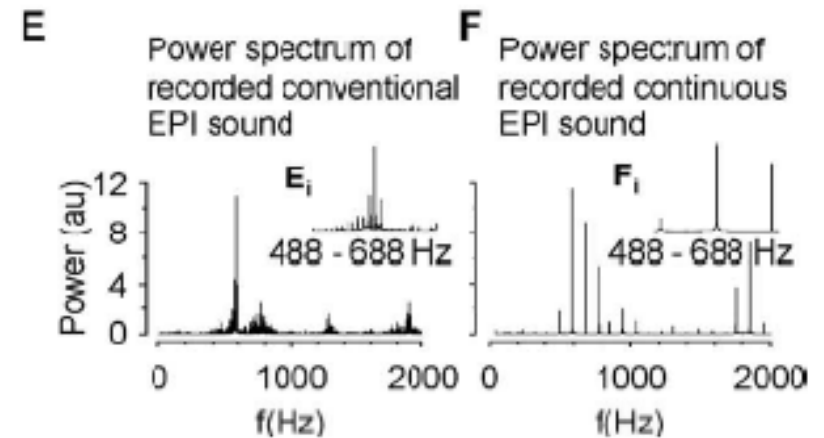 E
Power spectrum of
recorded conventional
EPI sound
Ei
488 - 688 Hz
Power (au)
12
8
4
0
0 1000 2000
f(Hz)
F
Power spectrum of
recorded continuous
EPI sound
Fi
488 - 688 Hz
0 1000 2000
f(Hz)